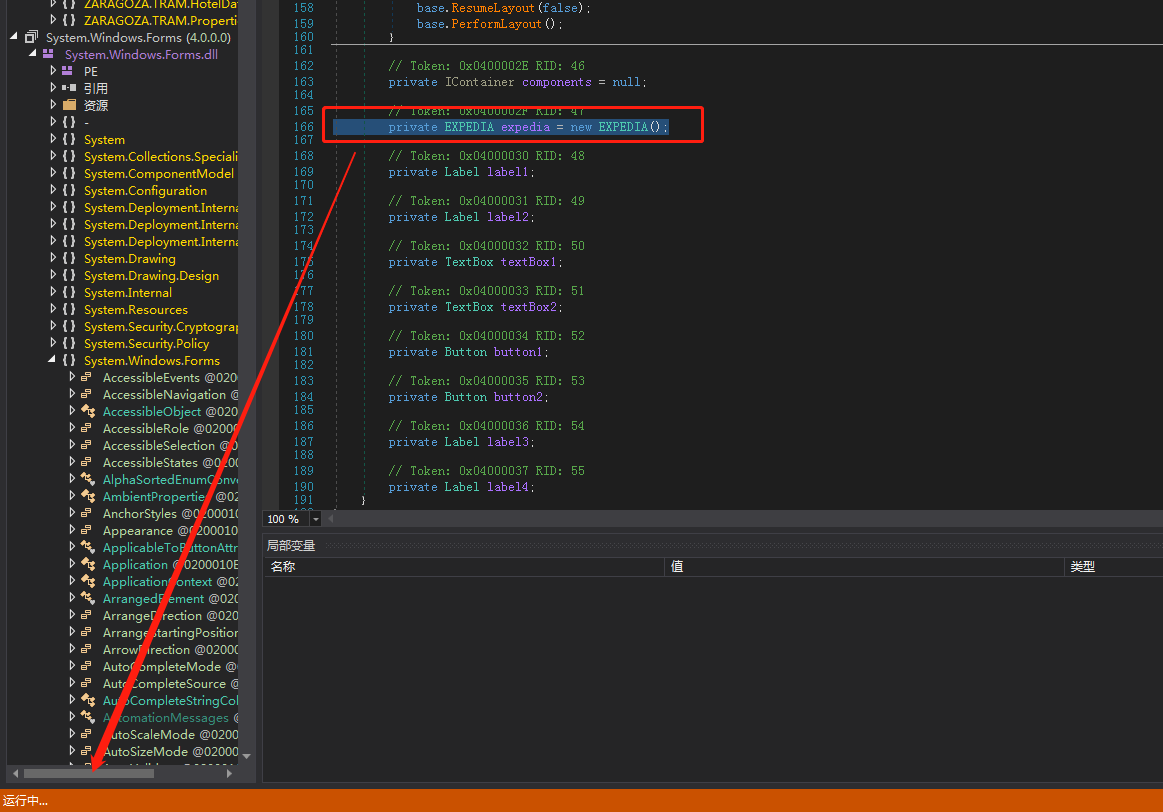 ZARAGOZA.TRAM.HotelDa
ZARAGOZA.TRAM.Properti
System.Windows.Forms (4.0.0.0)
System.Windows.Forms.dll
PE
引用
资源
{ } -
{ } System
{ } System.Collections.Speciali
{ } System.ComponentModel
{ } System.Configuration
{ } System.Deployment.Interna
{ } System.Deployment.Interna
{ } System.Deployment.Interna
{ } System.Drawing
{ } System.Drawing.Design
{ } System.Internal
{ } System.Resources
{ } System.Security.Cryptograp
{ } System.Security.Policy
{ } System.Windows.Forms
AccessibleEvents @020
AccessibleNavigation @
AccessibleObject @020
AccessibleRole @02000
AccessibleSelection @0
AccessibleStates @0200
AlphaSortedEnumConve
AmbientProperties @02
AnchorStyles @0200010
Appearance @0200010
ApplicableToButtonAttr
Application @0200010E
ApplicationContext @02
ArrangedElement @020
ArrangeDirection @020
ArrangeStartingPosition
ArrowDirection @02000
AutoCompleteMode @0
AutoCompleteSource @
AutoCompleteStringCol
AutomationMessages @
AutoScaleMode @0200
AutoSizeMode @02000
158 base.ResumeLayout(false);
159 base.PerformLayout();
160 }
161
162 // Token: 0x0400002E RID: 46
163 private IContainer components = null;
164
165 // Token: 0x0400002F RID: 47
166 private EXPEDIA expedia = new EXPEDIA();
167
168 // Token: 0x04000030 RID: 48
169 private Label label1;
170
171 // Token: 0x04000031 RID: 49
172 private Label label2;
173
174 // Token: 0x04000032 RID: 50
175 private TextBox textBox1;
176
177 // Token: 0x04000033 RID: 51
178 private TextBox textBox2;
179
180 // Token: 0x04000034 RID: 52
181 private Button button1;
182
183 // Token: 0x04000035 RID: 53
184 private Button button2;
185
186 // Token: 0x04000036 RID: 54
187 private Label label3;
188
189 // Token: 0x04000037 RID: 55
190 private Label label4;
191 }
100 %
局部变量
名称 值 类型
运行中...